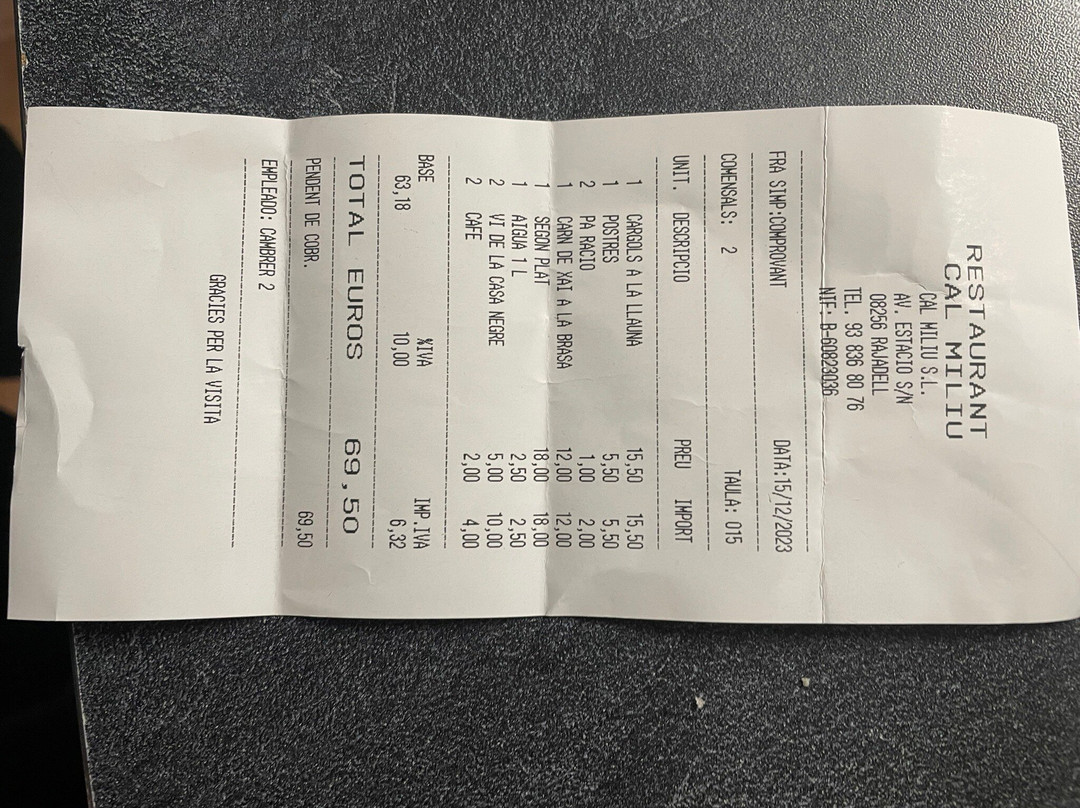 RESTAURANT
CAL MILIU
CAL MILIU S.L.
AV. ESTACIO S/N
08256 RAJADELL
TEL. 93 836 80 76
NIF: B-60823036
FRA SIMP:COMPROVANT DATA:15/12/2023
COMENSALS: 2 TAULA: 015
UNIT. DESCRIPCIO PREU IMPORT
1 CARGOLS A LA LLAUNA 15,50 15,50
1 POSTRES 5,50 5,50
2 PA RACIO 1,00 2,00
1 CARN DE XAI A LA BRASA 12,00 12,00
1 SEGON PLAT 18,00 18,00
1 AIGUA 1 L 2,50 2,50
2 VI DE LA CASA NEGRE 5,00 10,00
2 CAFE 2,00 4,00
BASE %IVA IMP.IVA
63,18 10,00 6,32
TOTAL EUROS 69,50
PENDENT DE COBR. 69,50
EMPLEADO: CAMBRER 2
GRACIES PER LA VISITA